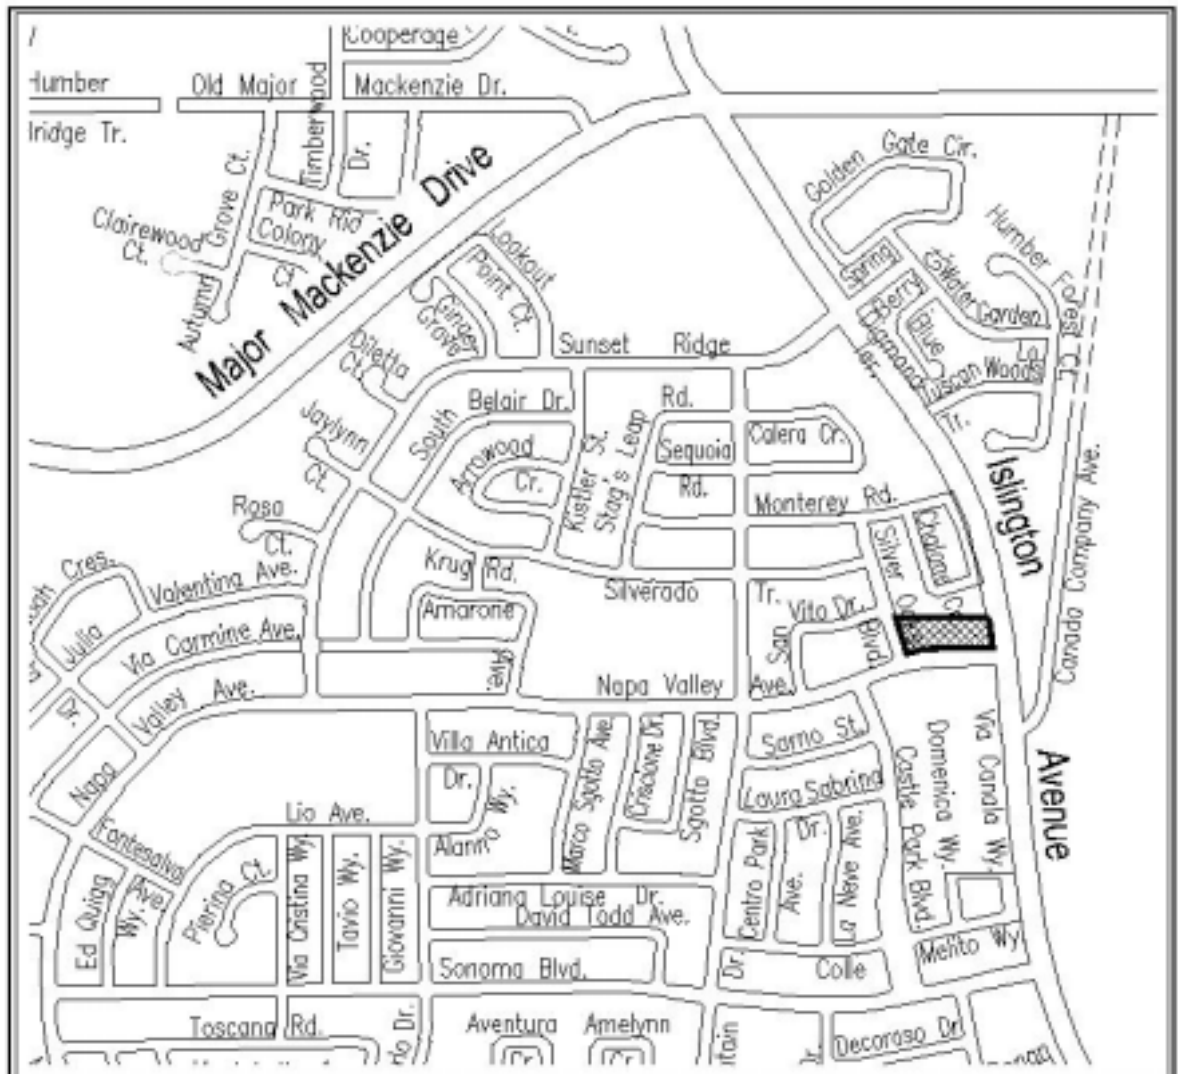 Cooperage
Humber
Old Major
Mackenzie Dr.
Timberwood
Dr.
Golden Gate Cir.
Grove Ct.
Park Rid
Colony
Ct.
Clairewood
Ct.
Autumn
Major Mackenzie Drive
Lookout
Point Ct.
Ginger
Grove
Diletta
Ct.
Sunset Ridge
Spring
Berry
Blue
Water
Garden
Humber Forest Ct.
Tuscan Woods
Tr.
Ter.
Jaylynn
Ct.
South
Belair Dr.
Arrowood
Cr.
Kistler St.
Stag's Leap
Rd.
Sequoia
Rd.
Calera Cr.
Monterey Rd.
Islington
Avenue
Canada Company Ave.
Rosa
Ct.
Valentina Ave.
Julia
Cres.
Via Carmine Ave.
Krug Rd.
Amarone
Ave.
Silverado
Tr.
Silver
Chalone
Vito Dr.
San
Ave.
Blvd.
Napa Valley
Valley Ave.
Dr.
Napa
Villa Antica
Dr.
Wy.
Marco Sgotto Ave.
Criscione Dr.
Sgotto Blvd.
Sarno St.
Laura Sabrina
Dr.
Castle Park Blvd.
Domenica Wy.
Via Canala Wy.
Lio Ave.
Fontesalva
Ave.
Pierina Ct.
Ed Quigg
Wy.
Via Cristina Wy.
Tavio Wy.
Giovanni Wy.
Alanno
Adriana Louise Dr.
David Todd Ave.
Sonoma Blvd.
Centro Park
Ave.
La Neve Ave.
Dr.
Colle
Melito Wy.
Toscana Rd.
Dr.
Aventura
Cr.
Amelynn
Cr.
Decoroso Dr.